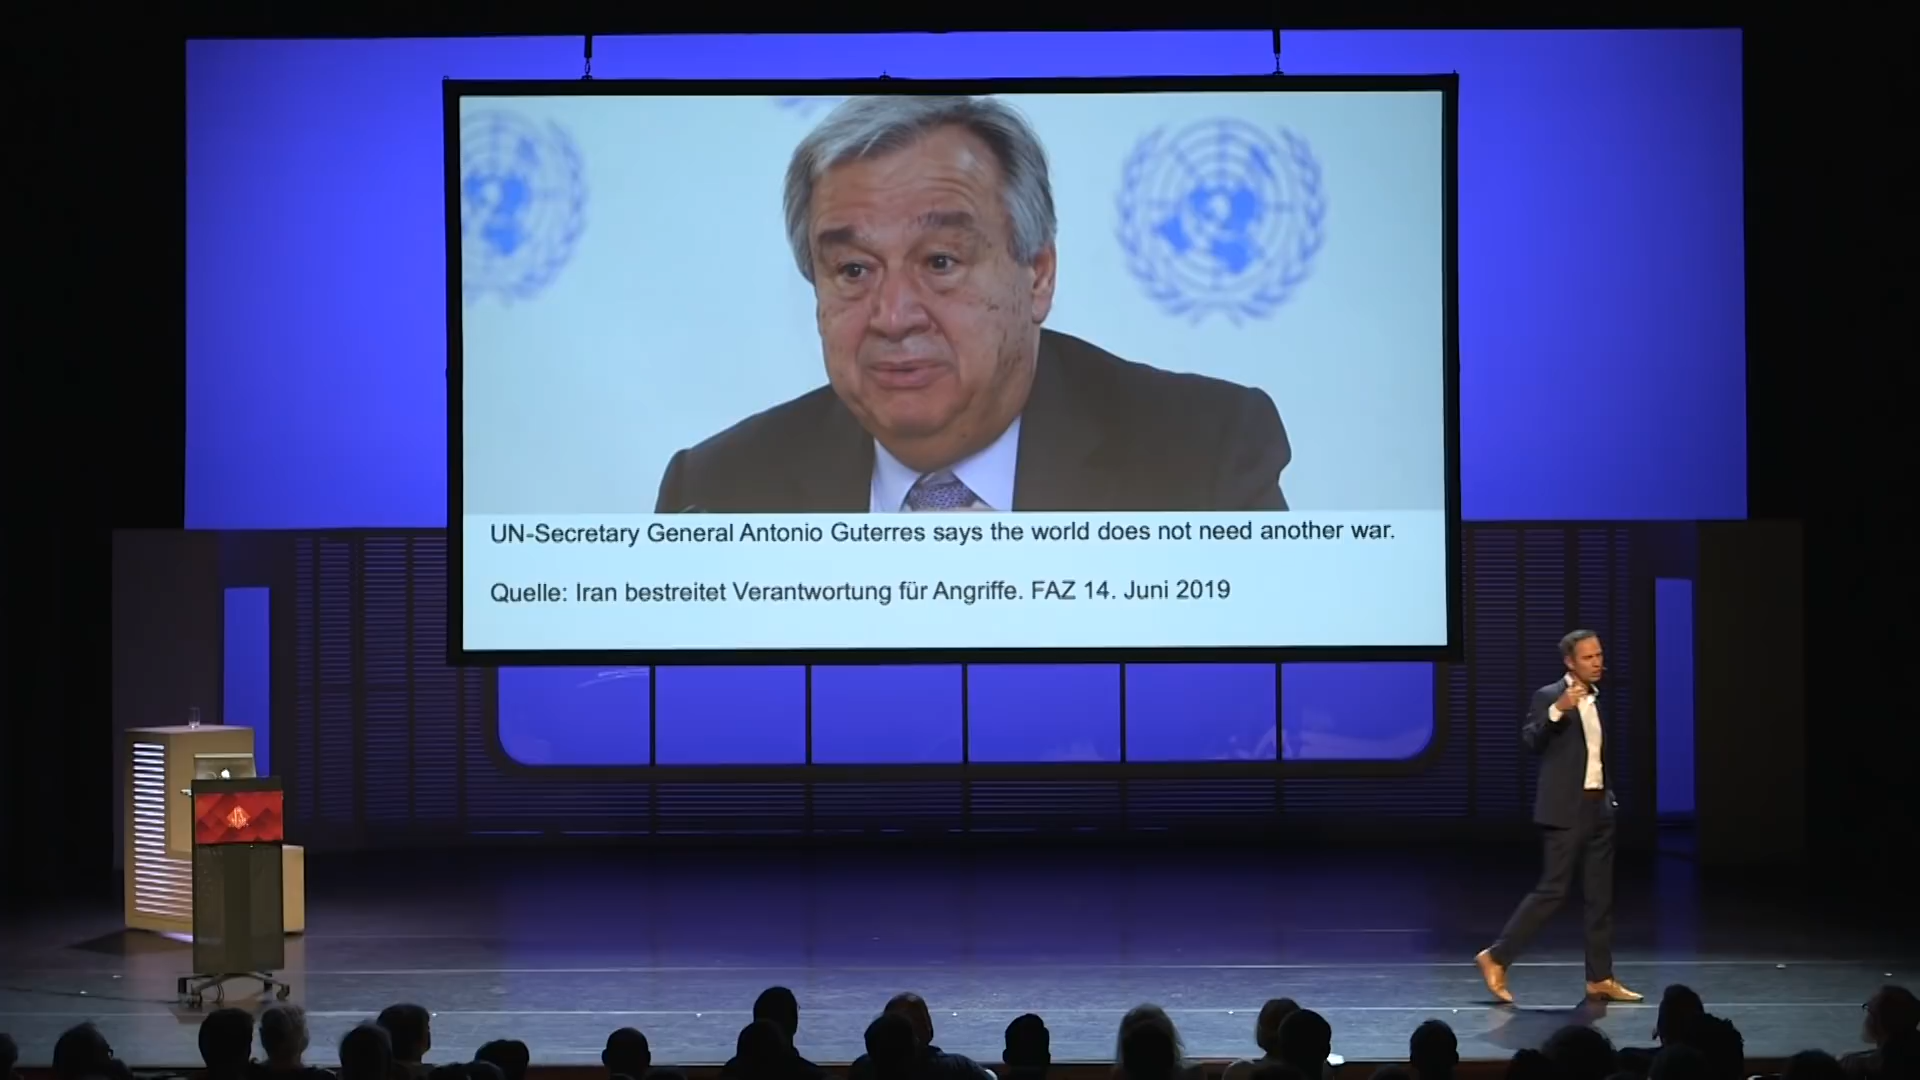 UN-Secretary General Antonio Guterres says the world does not need another war.
Quelle: Iran bestreitet Verantwortung für Angriffe. FAZ 14. Juni 2019